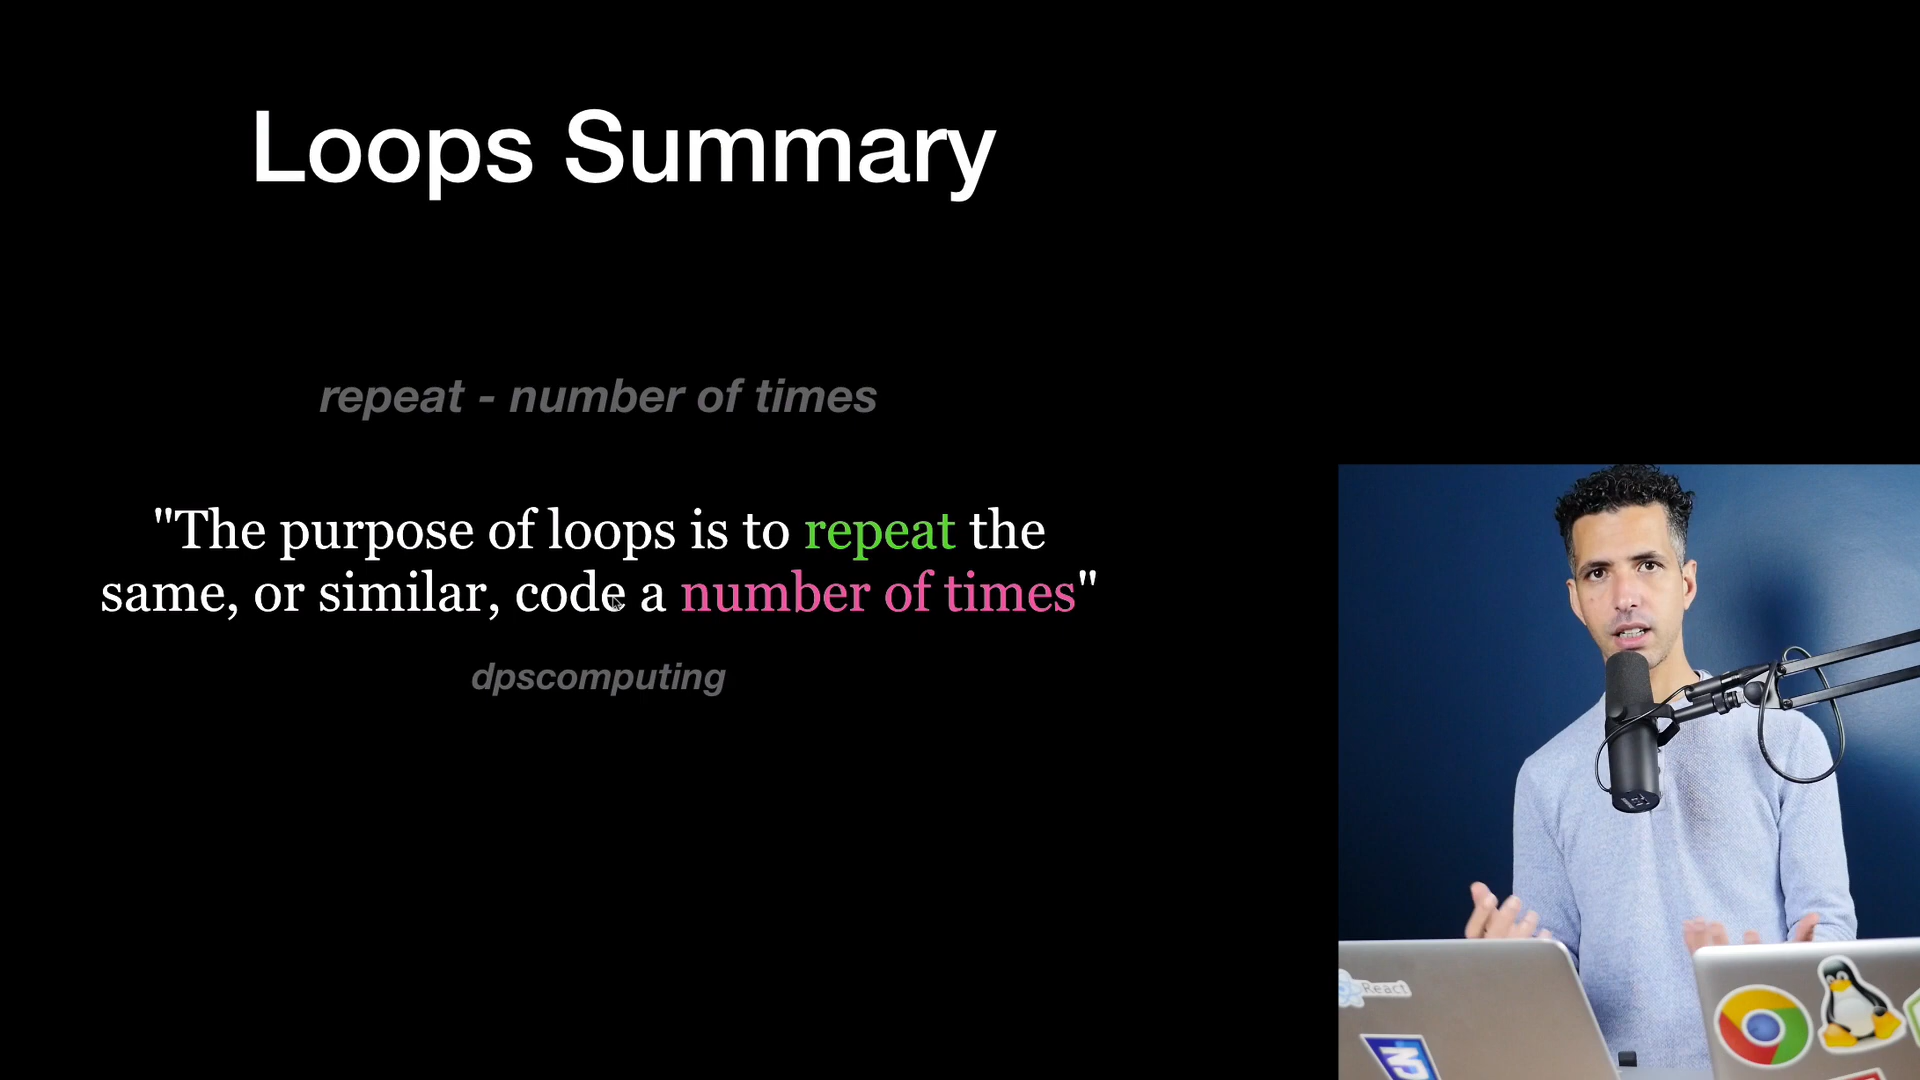 Loops Summary
repeat - number of times
"The purpose of loops is to repeat the
same, or similar, code a number of times"
dpscomputing
React